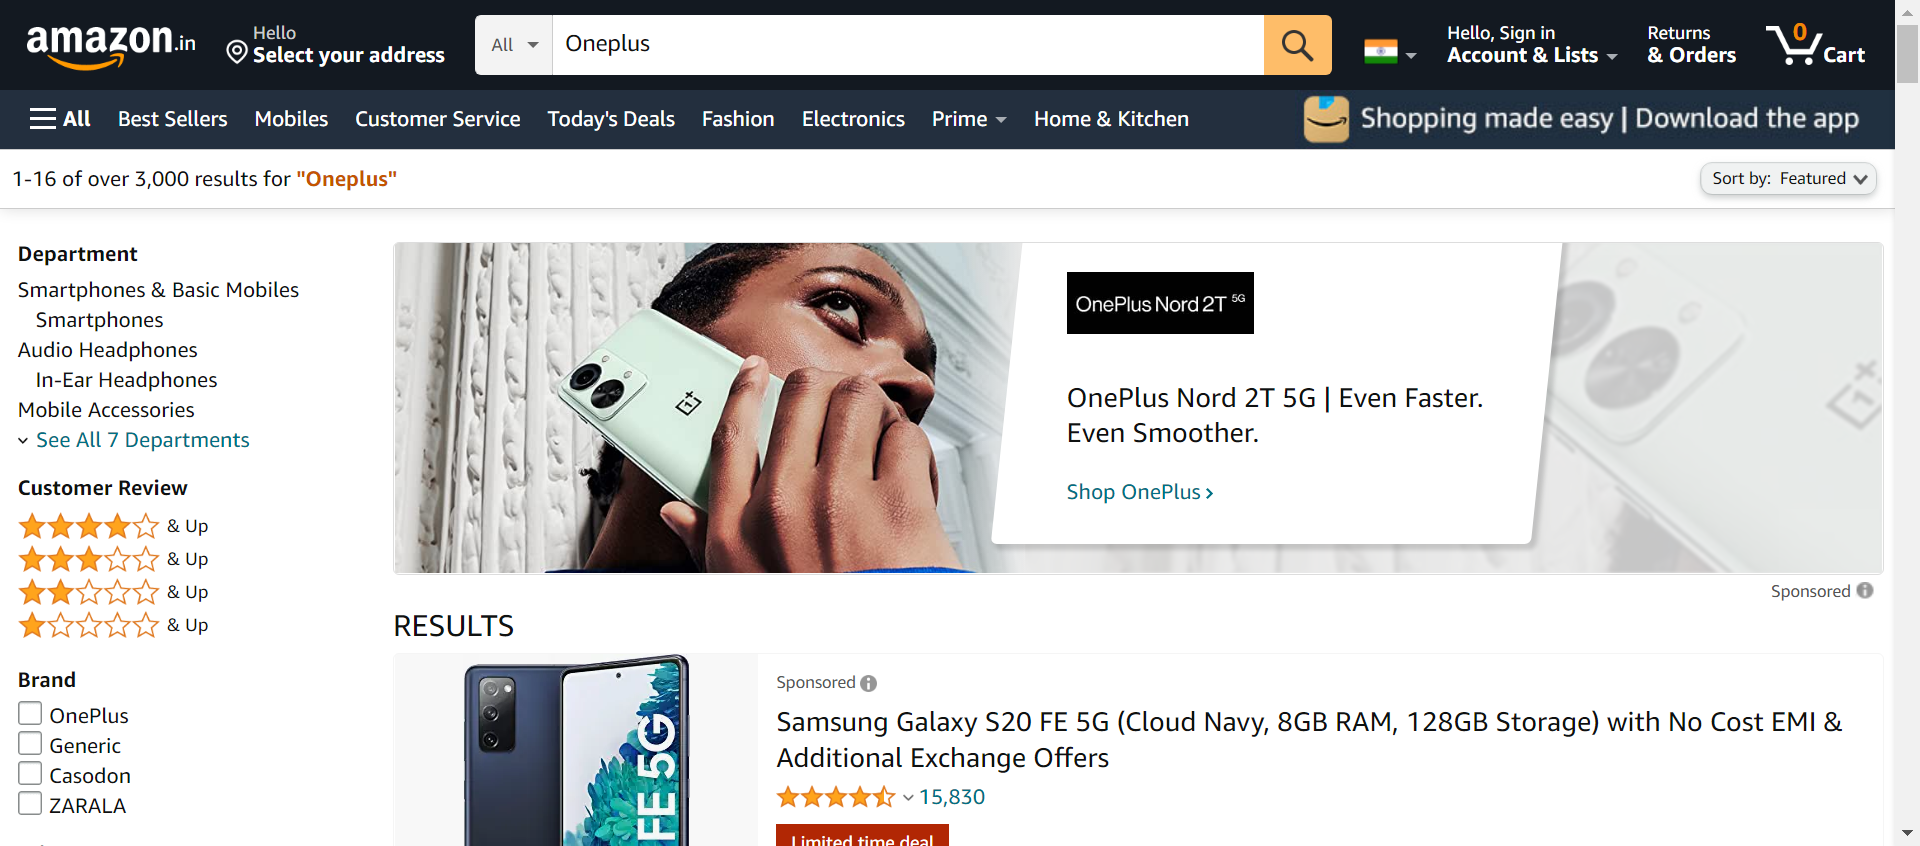 amazon.in
Hello
Select your address
All
Oneplus
Hello, Sign in
Account & Lists
Returns
& Orders
0
Cart
All
Best Sellers
Mobiles
Customer Service
Today's Deals
Fashion
Electronics
Prime
Home & Kitchen
Shopping made easy | Download the app
1-16 of over 3,000 results for "Oneplus"
Sort by: Featured
Department
Smartphones & Basic Mobiles
Smartphones
Audio Headphones
In-Ear Headphones
Mobile Accessories
See All 7 Departments
Customer Review
& Up
& Up
& Up
& Up
Brand
OnePlus
Generic
Casodon
ZARALA
OnePlus Nord 2T 5G
OnePlus Nord 2T 5G | Even Faster.
Even Smoother.
Shop OnePlus ›
Sponsored
RESULTS
FE 5G
Sponsored
Samsung Galaxy S20 FE 5G (Cloud Navy, 8GB RAM, 128GB Storage) with No Cost EMI &
Additional Exchange Offers
15,830
Limited time deal